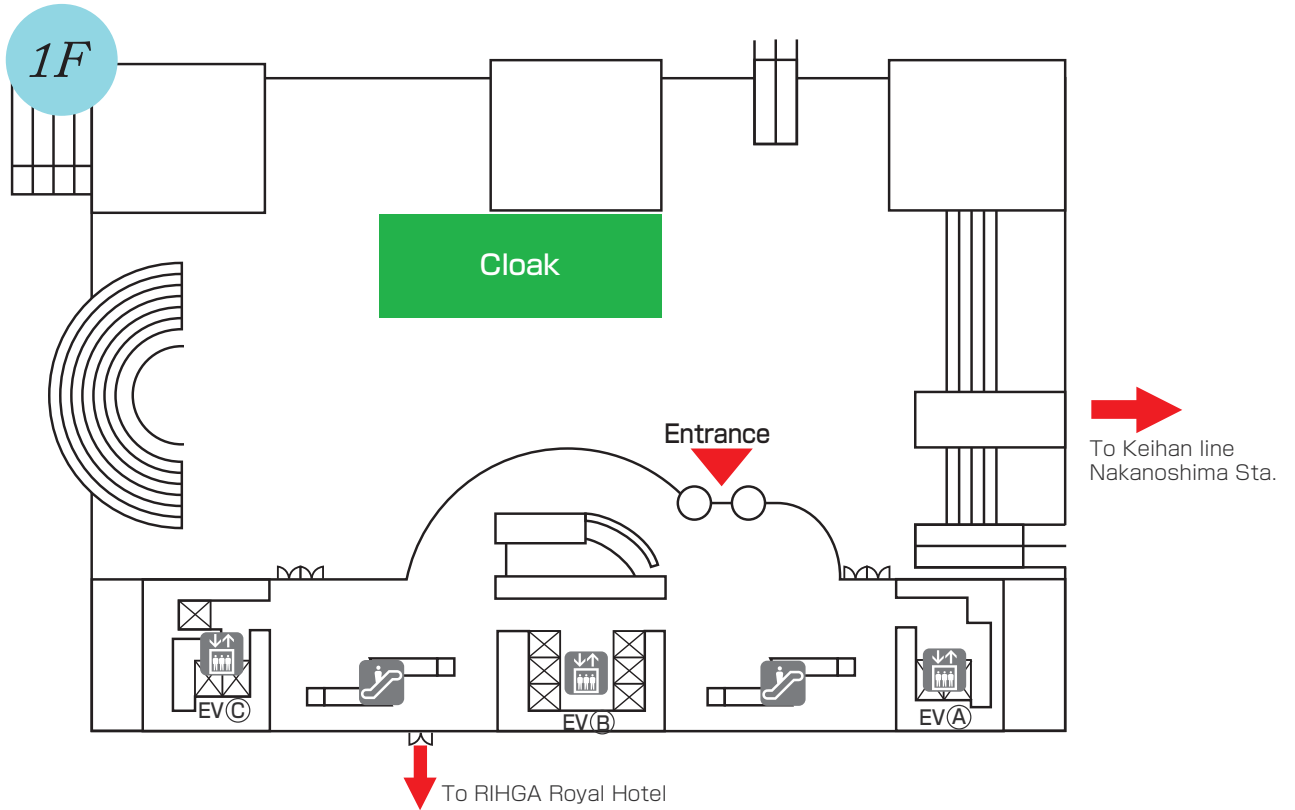 1F
Cloak
Entrance
To Keihan line
Nakanoshima Sta.
EVⒸ
EVⒷ
EVⒶ
To RIHGA Royal Hotel